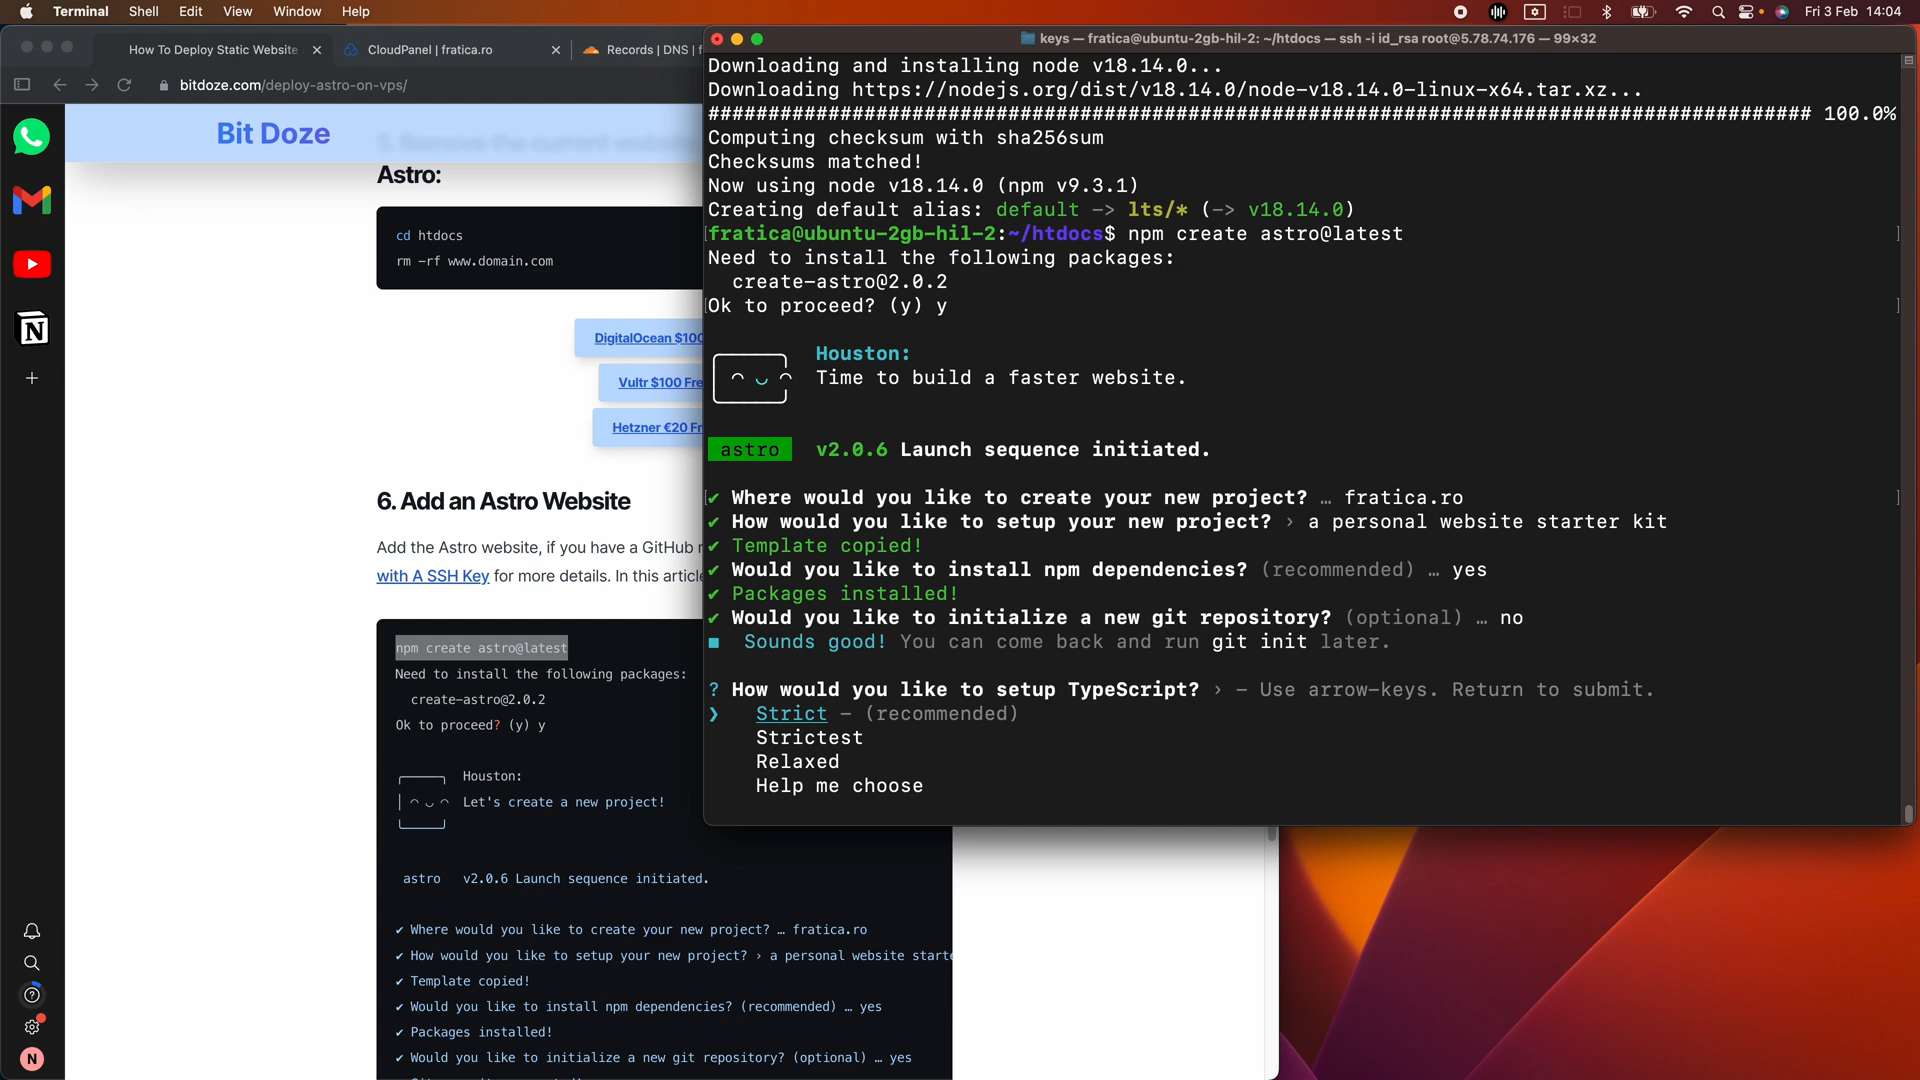 Terminal Shell Edit View Window Help
Fri 3 Feb 14:04
How To Deploy Static Website
CloudPanel | fratica.ro
Records | DNS | f
bitdoze.com/deploy-astro-on-vps/
Bit Doze
5. Remove the current website
Astro:
cd htdocs
rm -rf www.domain.com
DigitalOcean $100
Vultr $100 Fre
Hetzner €20 Fr
6. Add an Astro Website
Add the Astro website, if you have a GitHub r
with A SSH Key for more details. In this article
npm create astro@latest
Need to install the following packages:
create-astro@2.0.2
Ok to proceed? (y) y
Houston:
Let's create a new project!
astro v2.0.6 Launch sequence initiated.
✔ Where would you like to create your new project? … fratica.ro
✔ How would you like to setup your new project? › a personal website starte
✔ Template copied!
✔ Would you like to install npm dependencies? (recommended) … yes
✔ Packages installed!
✔ Would you like to initialize a new git repository? (optional) … yes
N
keys — fratica@ubuntu-2gb-hil-2: ~/htdocs — ssh -i id_rsa root@5.78.74.176 — 99×32
Downloading and installing node v18.14.0...
Downloading https://nodejs.org/dist/v18.14.0/node-v18.14.0-linux-x64.tar.xz...
############################################################################################ 100.0%
Computing checksum with sha256sum
Checksums matched!
Now using node v18.14.0 (npm v9.3.1)
Creating default alias: default -> lts/* (-> v18.14.0)
fratica@ubuntu-2gb-hil-2:~/htdocs$ npm create astro@latest
Need to install the following packages:
create-astro@2.0.2
Ok to proceed? (y) y
Houston:
Time to build a faster website.
astro v2.0.6 Launch sequence initiated.
✔ Where would you like to create your new project? … fratica.ro
✔ How would you like to setup your new project? › a personal website starter kit
✔ Template copied!
✔ Would you like to install npm dependencies? (recommended) … yes
✔ Packages installed!
✔ Would you like to initialize a new git repository? (optional) … no
■ Sounds good! You can come back and run git init later.
? How would you like to setup TypeScript? › - Use arrow-keys. Return to submit.
❯ Strict - (recommended)
Strictest
Relaxed
Help me choose